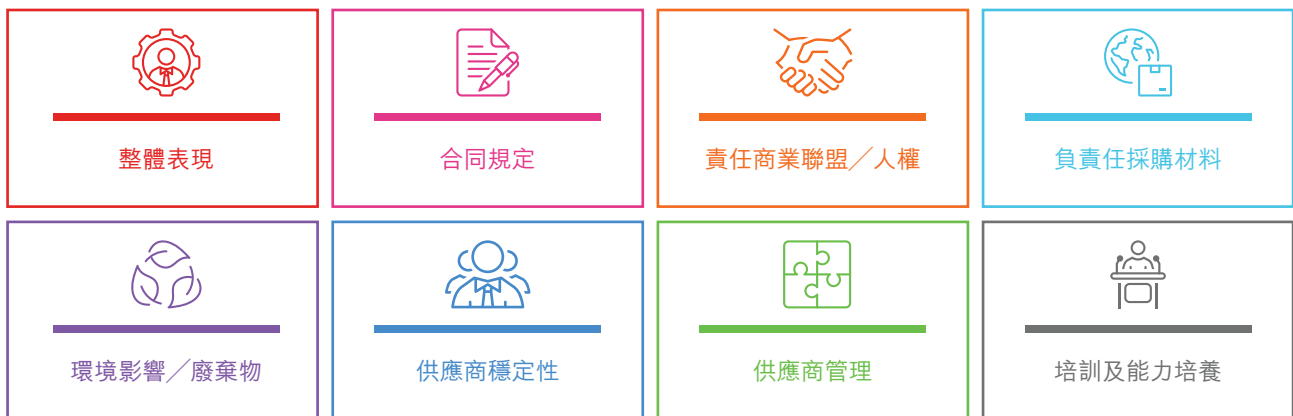 整體表現
合同規定
責任商業聯盟／人權
負責任採購材料
環境影響／廢棄物
供應商穩定性
供應商管理
培訓及能力培養